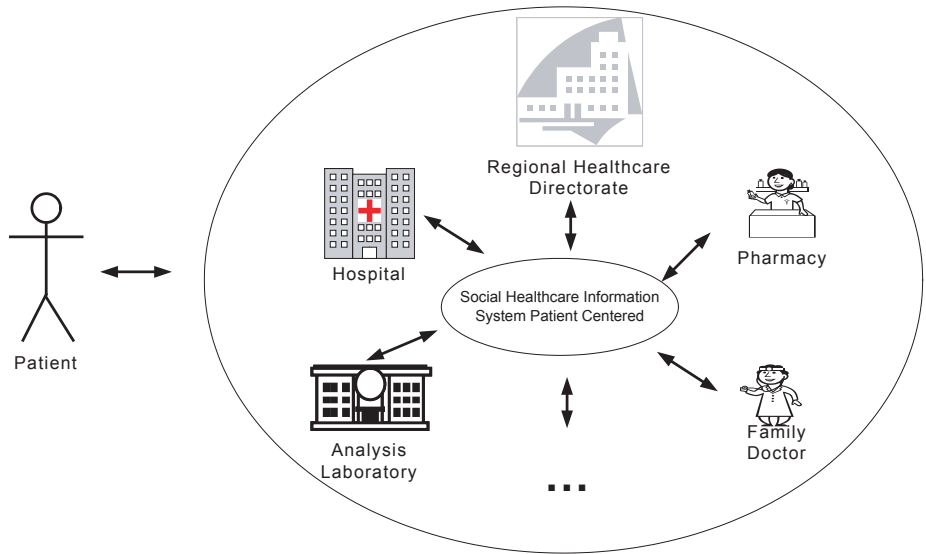 Regional Healthcare
Directorate
Hospital
Pharmacy
Social Healthcare Information
System Patient Centered
Patient
Analysis
Laboratory
Family
Doctor
...